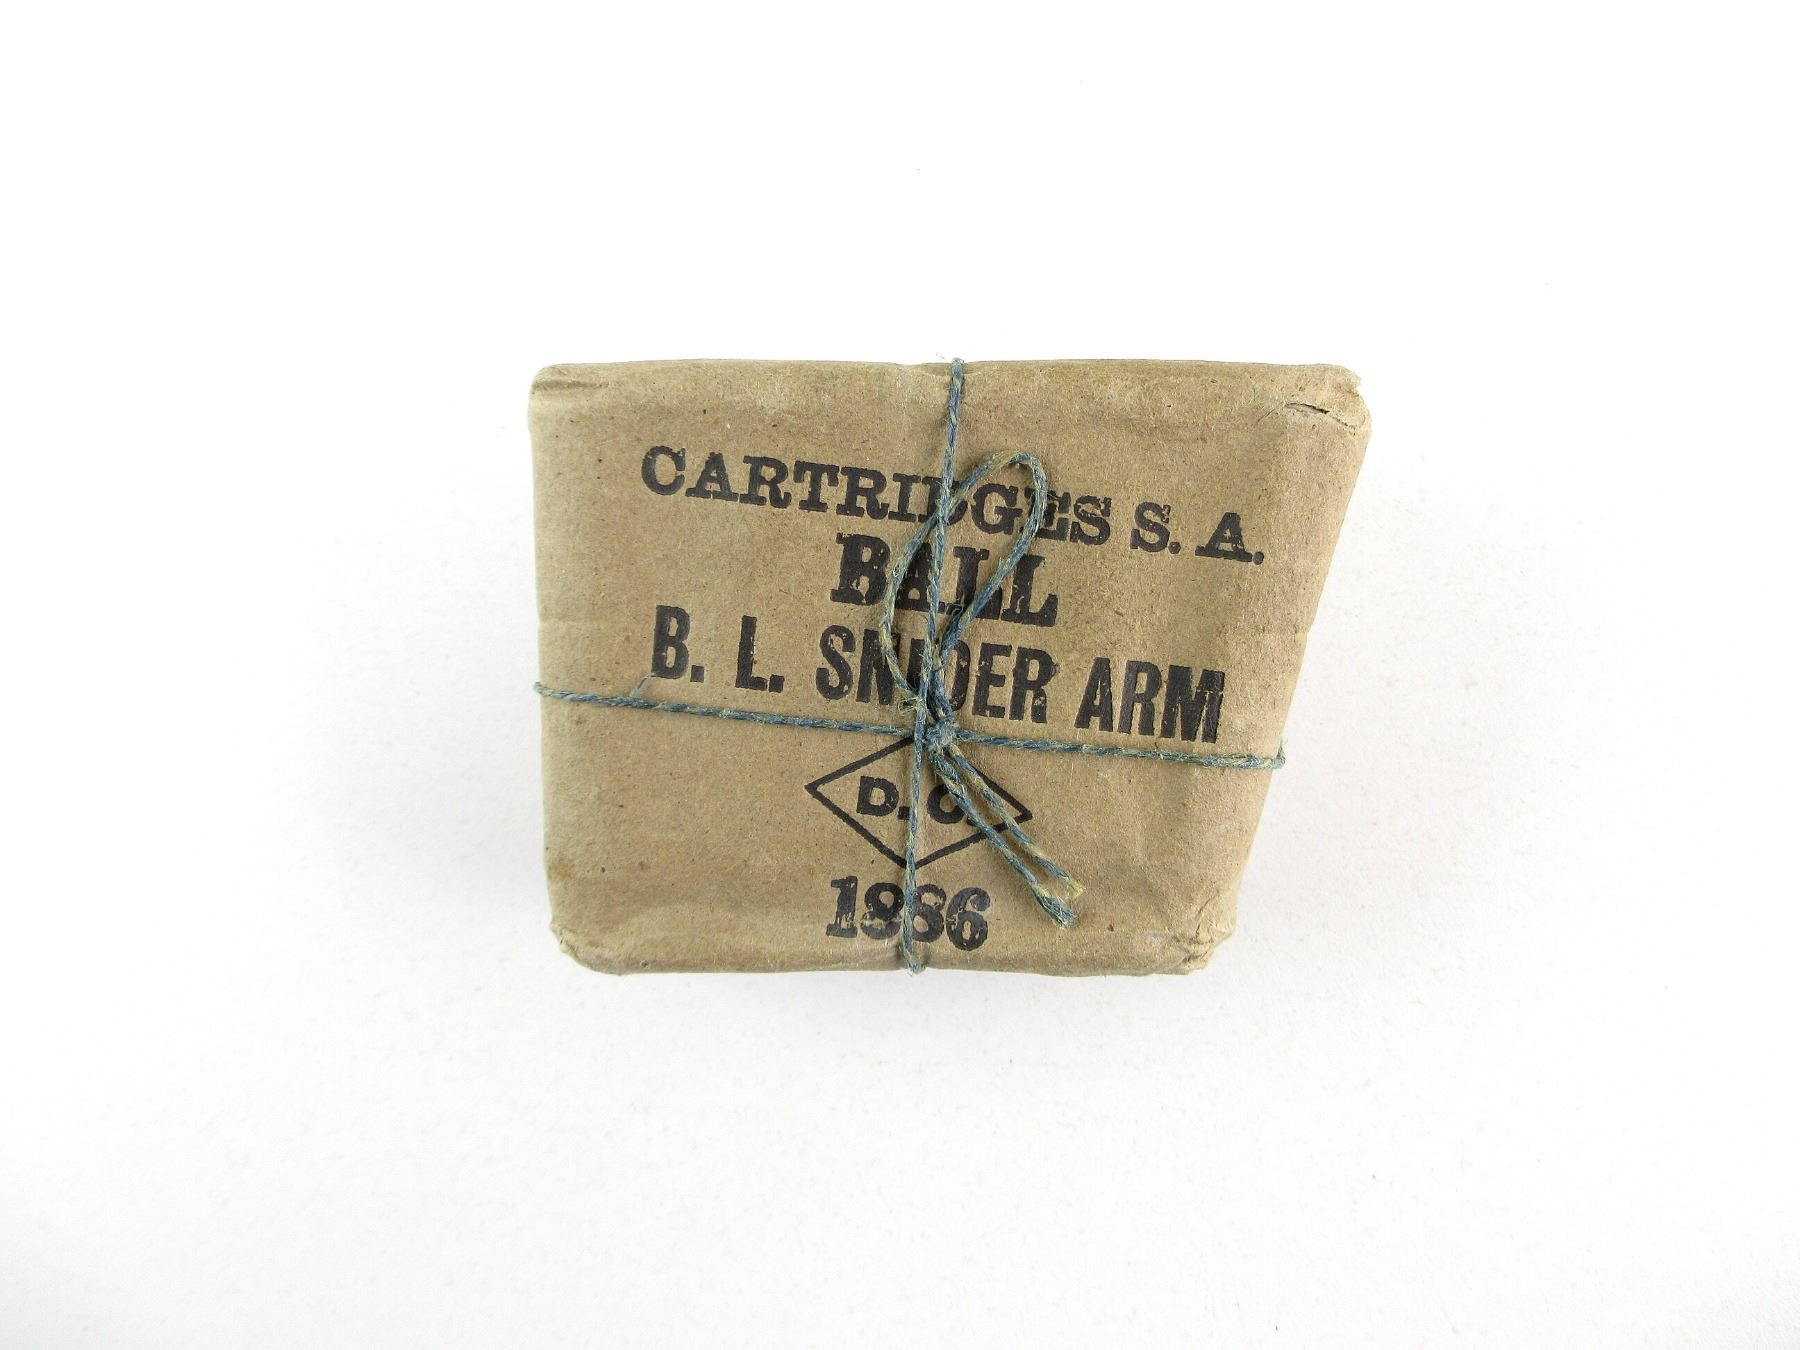 CARTRIDGES S. A.
BALL
B. L. SNIDER ARM
D. C.
1886